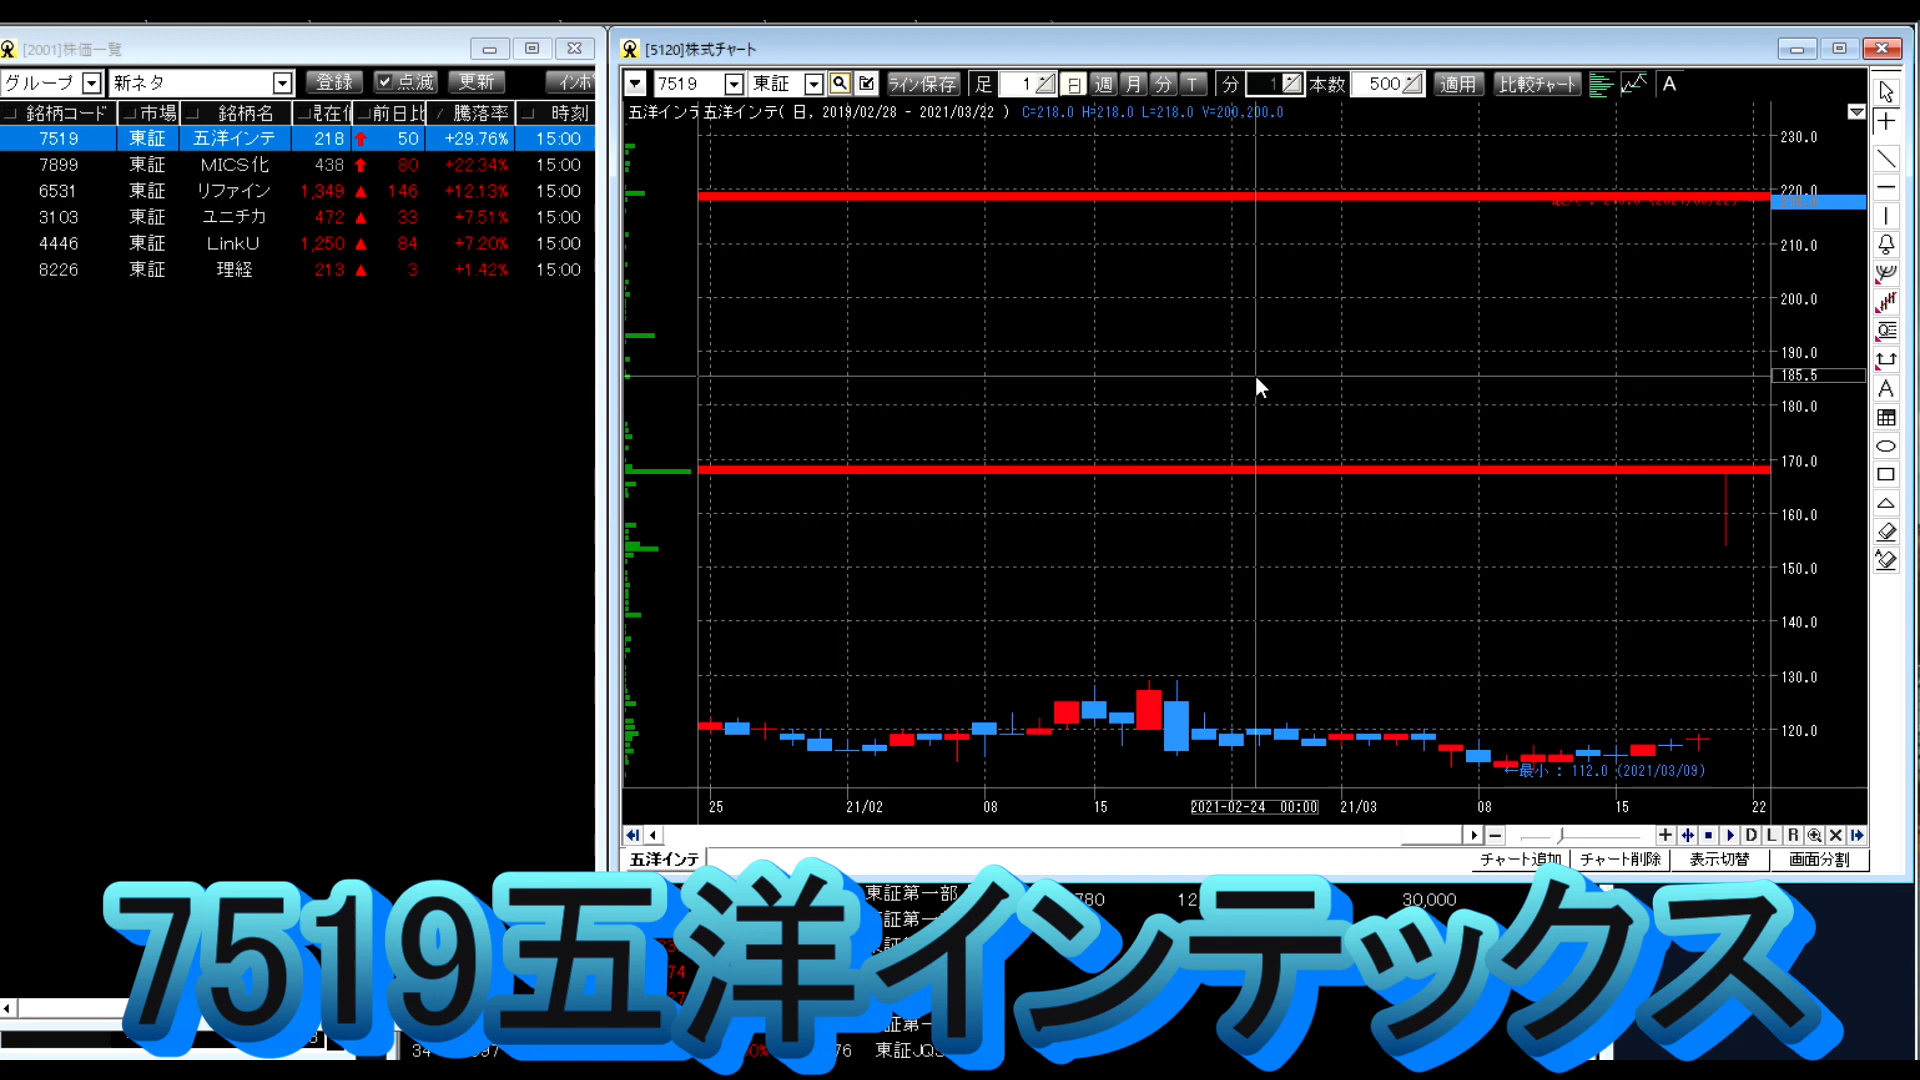 [2001]株価一覧
グループ 新ネタ 登録 点滅 更新
銘柄コード 市場 銘柄名 現在 前日比 騰落率 時刻
7519 東証 五洋インテ 218 50 +29.76% 15:00
7899 東証 MICS化 438 80 +22.34% 15:00
6531 東証 リファイン 1,349 146 +12.13% 15:00
3103 東証 ユニチカ 472 33 +7.51% 15:00
4446 東証 LinkU 1,250 84 +7.20% 15:00
8226 東証 理経 213 3 +1.42% 15:00
[5120]株式チャート
7519 東証 ライン保存 足 1 日 週 月 分 T 分 1 本数 500 適用 比較チャート A
五洋インテ( 日, 2019/02/28 - 2021/03/22 ) C=218.0 H=218.0 L=218.0 V=200,200.0
230.0
220.0
210.0
200.0
190.0
185.5
180.0
170.0
160.0
150.0
140.0
130.0
120.0
←最小 : 112.0 (2021/03/09)
25 21/02 08 15 2021-02-24 00:00 21/03 08 15 22
D L R
五洋インテ チャート追加 チャート削除 表示切替 画面分割
東証第一部 30,000
7519五洋インテックス